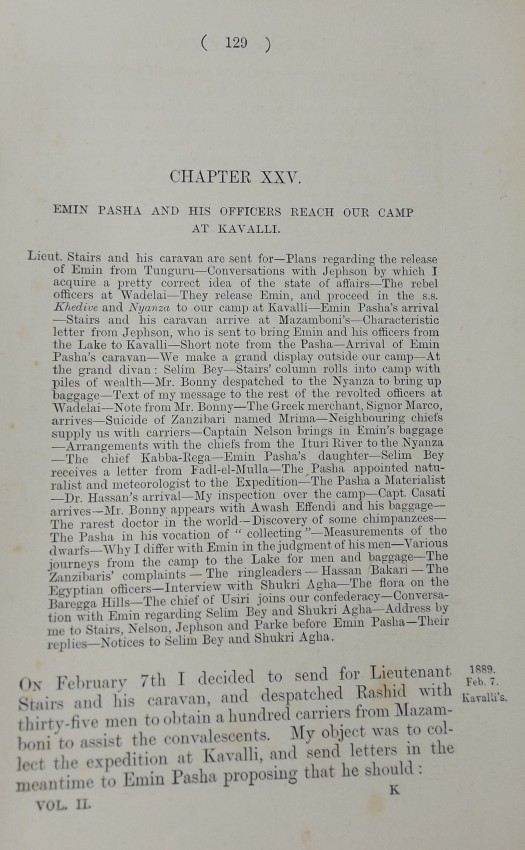 ( 129 )
CHAPTER XXV.
EMIN PASHA AND HIS OFFICERS REACH OUR CAMP
AT KAVALLI.
Lieut. Stairs and his caravan are sent for—Plans regarding the release
of Emin from Tunguru—Conversations with Jephson by which I
acquire a pretty correct idea of the state of affairs—The rebel
officers at Wadelai—They release Emin, and proceed in the s.s.
Khedive and Nyanza to our camp at Kavalli—Emin Pasha's arrival
—Stairs and his caravan arrive at Mazamboni's—Characteristic
letter from Jephson, who is sent to bring Emin and his officers from
the Lake to Kavalli—Short note from the Pasha—Arrival of Emin
Pasha's caravan—We make a grand display outside our camp—At
the grand divan: Selim Bey—Stairs' column rolls into camp with
piles of wealth—Mr. Bonny despatched to the Nyanza to bring up
baggage—Text of my message to the rest of the revolted officers at
Wadelai—Note from Mr. Bonny—The Greek merchant, Signor Marco,
arrives—Suicide of Zanzibari named Mrima—Neighbouring chiefs
supply us with carriers—Captain Nelson brings in Emin's baggage
—Arrangements with the chiefs from the Ituri River to the Nyanza
—The chief Kabba-Rega—Emin Pasha's daughter—Selim Bey
receives a letter from Fadl-el-Mulla—The Pasha appointed natu-
ralist and meteorologist to the Expedition—The Pasha a Materialist
—Dr. Hassan's arrival—My inspection over the camp—Capt. Casati
arrives—Mr. Bonny appears with Awash Effendi and his baggage—
The rarest doctor in the world—Discovery of some chimpanzees—
The Pasha in his vocation of "collecting"—Measurements of the
dwarfs—Why I differ with Emin in the judgment of his men—Various
journeys from the camp to the Lake for men and baggage—The
Zanzibaris' complaints—The ringleaders—Hassan Bakari—The
Egyptian officers—Interview with Shukri Agha—The flora on the
Baregga Hills—The chief of Usiri joins our confederacy—Conversa-
tion with Emin regarding Selim Bey and Shukri Agha—Address by
me to Stairs, Nelson, Jephson and Parke before Emin Pasha—Their
replies—Notices to Selim Bey and Shukri Agha.
ON February 7th I decided to send for Lieutenant
Stairs and his caravan, and despatched Rashid with
thirty-five men to obtain a hundred carriers from Mazam-
boni to assist the convalescents. My object was to col-
lect the expedition at Kavalli, and send letters in the
meantime to Emin Pasha proposing that he should:
1889.
Feb. 7.
Kavalli's.
VOL. II.
K